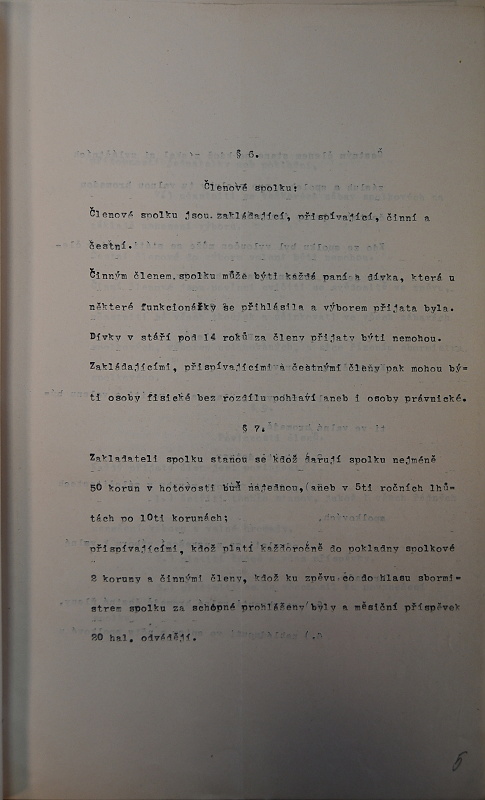 § 6.
Členové spolku:
Členové spolku jsou zakládající, přispívající, činní a
čestní.
Činným členem spolku může býti každá paní a dívka, která u
některé funkcionářky se přihlásila a výborem přijata byla.
Dívky v stáří pod 14 roků za členy přijaty býti nemohou.
Zakládajícími, přispívajícími a čestnými členy pak mohou bý=
ti osoby fisické bez rozdílu pohlaví aneb i osoby právnické.
§ 7.
Zakladateli spolku stanou se kdož darují spolku nejméně
50 korun v hotovosti buď najednou, aneb v 5ti ročních lhů=
tách po 10ti korunách;
přispívajícími, kdož platí každoročně do pokladny spolkové
2 koruny a činnými členy, kdož ku zpěvu co do hlasu sbormi=
strem spolku za schopné prohlášeny byly a měsíční příspěvek
20 hal. odvádějí.
5